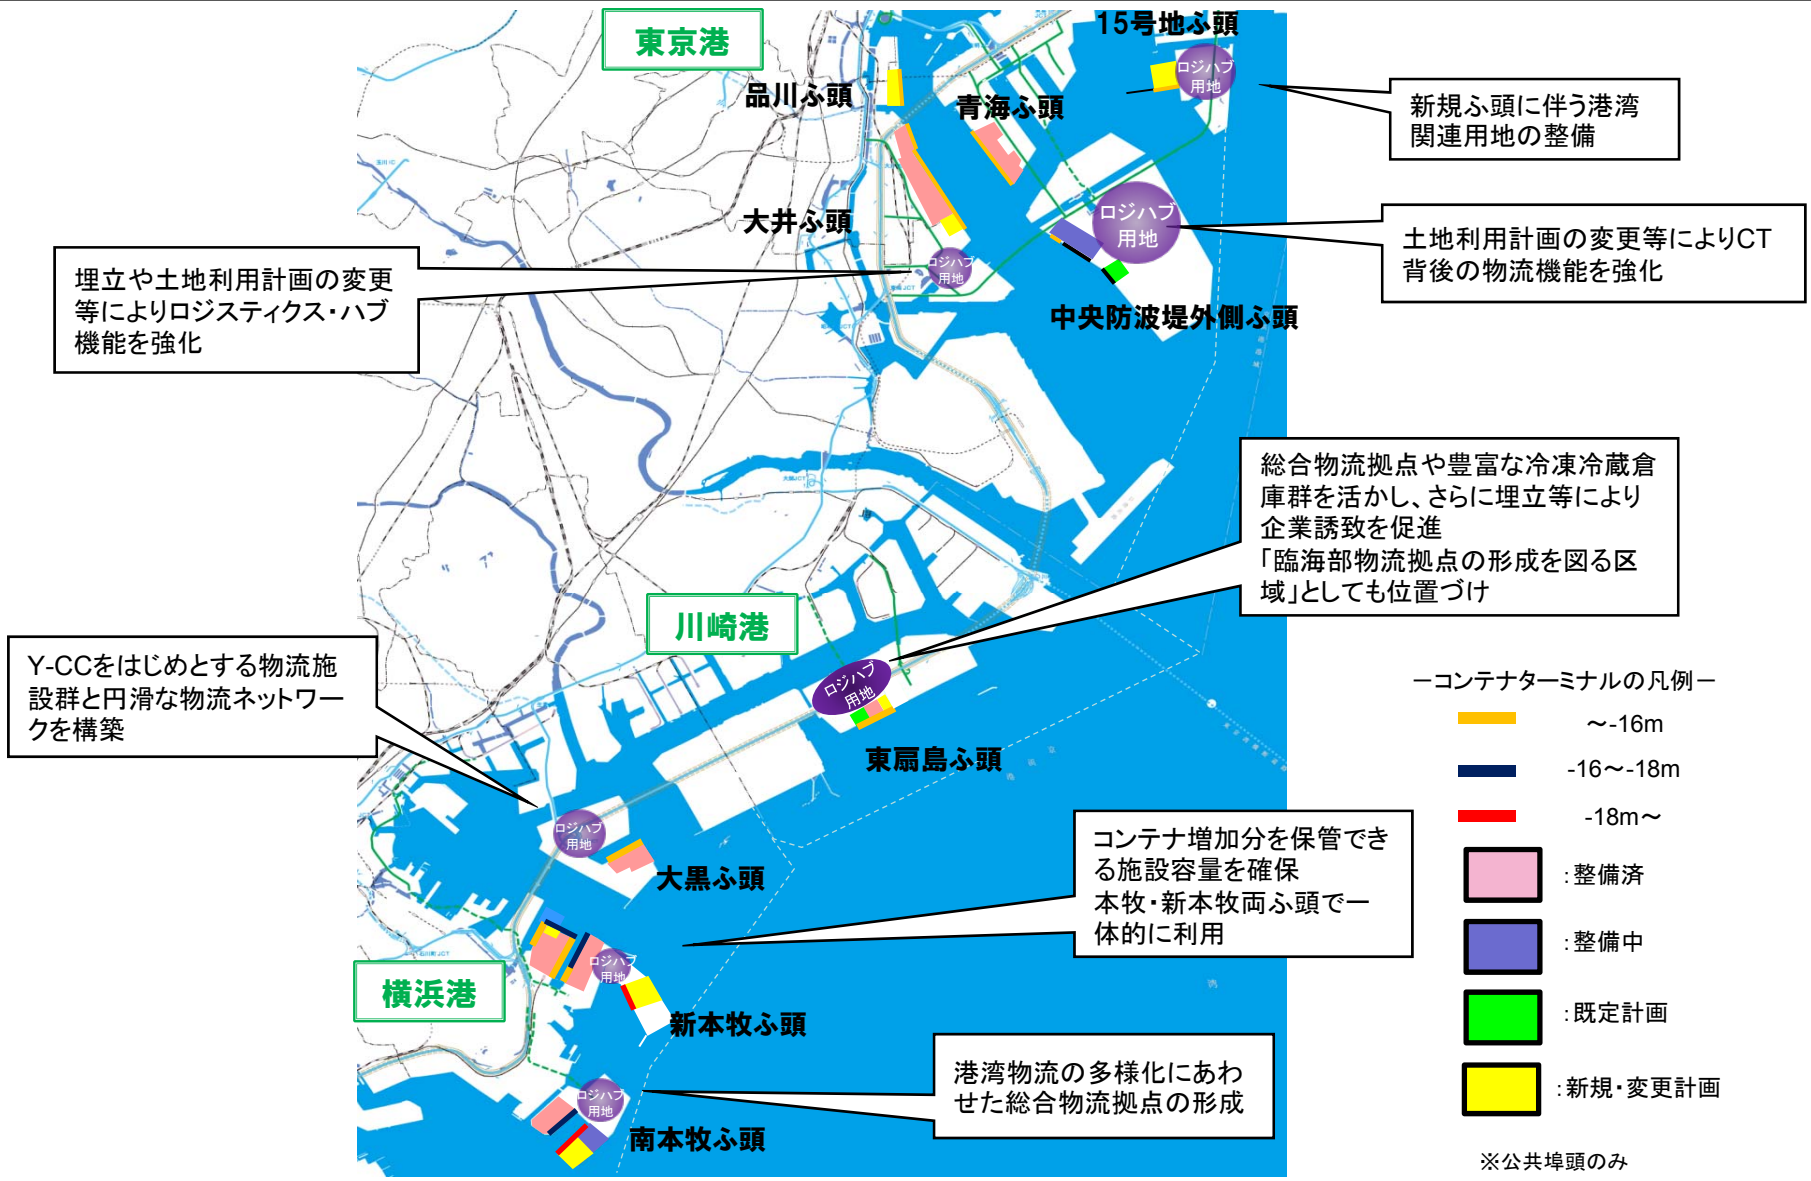 東京港
15号地ふ頭
品川ふ頭
青海ふ頭
ロジハブ
用地
新規ふ頭に伴う港湾
関連用地の整備
大井ふ頭
ロジハブ
用地
土地利用計画の変更等によりCT
背後の物流機能を強化
埋立や土地利用計画の変更
等によりロジスティクス・ハブ
機能を強化
ロジハブ
用地
中央防波堤外側ふ頭
総合物流拠点や豊富な冷凍冷蔵倉
庫群を活かし、さらに埋立等により
企業誘致を促進
「臨海部物流拠点の形成を図る区
域」としても位置づけ
川崎港
ロジハブ
用地
東扇島ふ頭
Y-CCをはじめとする物流施
設群と円滑な物流ネットワー
クを構築
ロジハブ
用地
大黒ふ頭
コンテナ増加分を保管でき
る施設容量を確保
本牧・新本牧両ふ頭で一
体的に利用
横浜港
ロジハブ
用地
新本牧ふ頭
港湾物流の多様化にあわ
せた総合物流拠点の形成
ロジハブ
用地
南本牧ふ頭
－コンテナターミナルの凡例－
～-16m
-16～-18m
-18m～
：整備済
：整備中
：既定計画
：新規・変更計画
※公共埠頭のみ